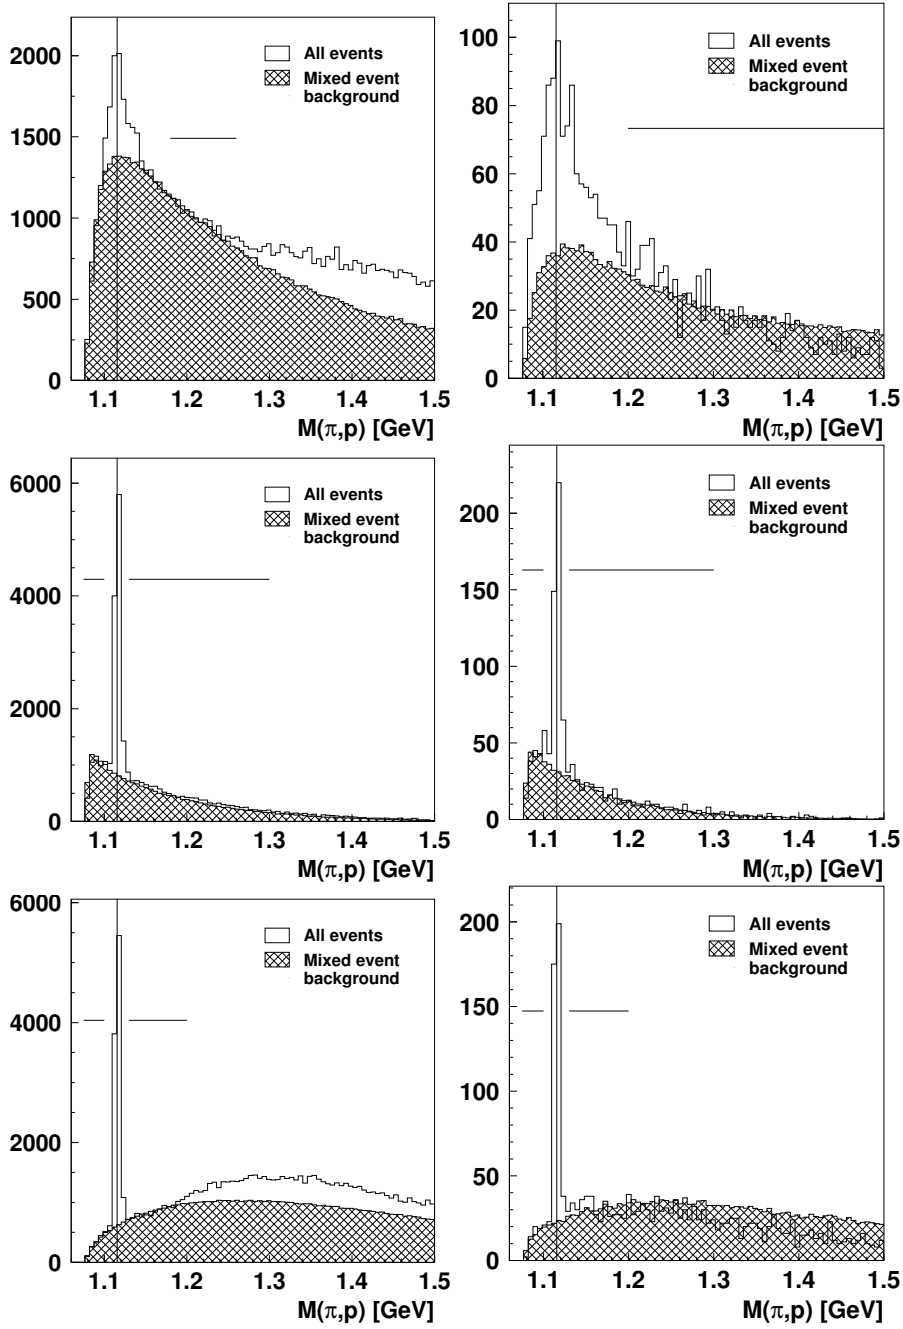 2000
1500
1000
500
0
All events
Mixed event
background
1.1 1.2 1.3 1.4 1.5
M(π,p) [GeV]
100
80
60
40
20
0
All events
Mixed event
background
1.1 1.2 1.3 1.4 1.5
M(π,p) [GeV]
6000
4000
2000
0
All events
Mixed event
background
1.1 1.2 1.3 1.4 1.5
M(π,p) [GeV]
200
150
100
50
0
All events
Mixed event
background
1.1 1.2 1.3 1.4 1.5
M(π,p) [GeV]
6000
4000
2000
0
All events
Mixed event
background
1.1 1.2 1.3 1.4 1.5
M(π,p) [GeV]
200
150
100
50
0
All events
Mixed event
background
1.1 1.2 1.3 1.4 1.5
M(π,p) [GeV]